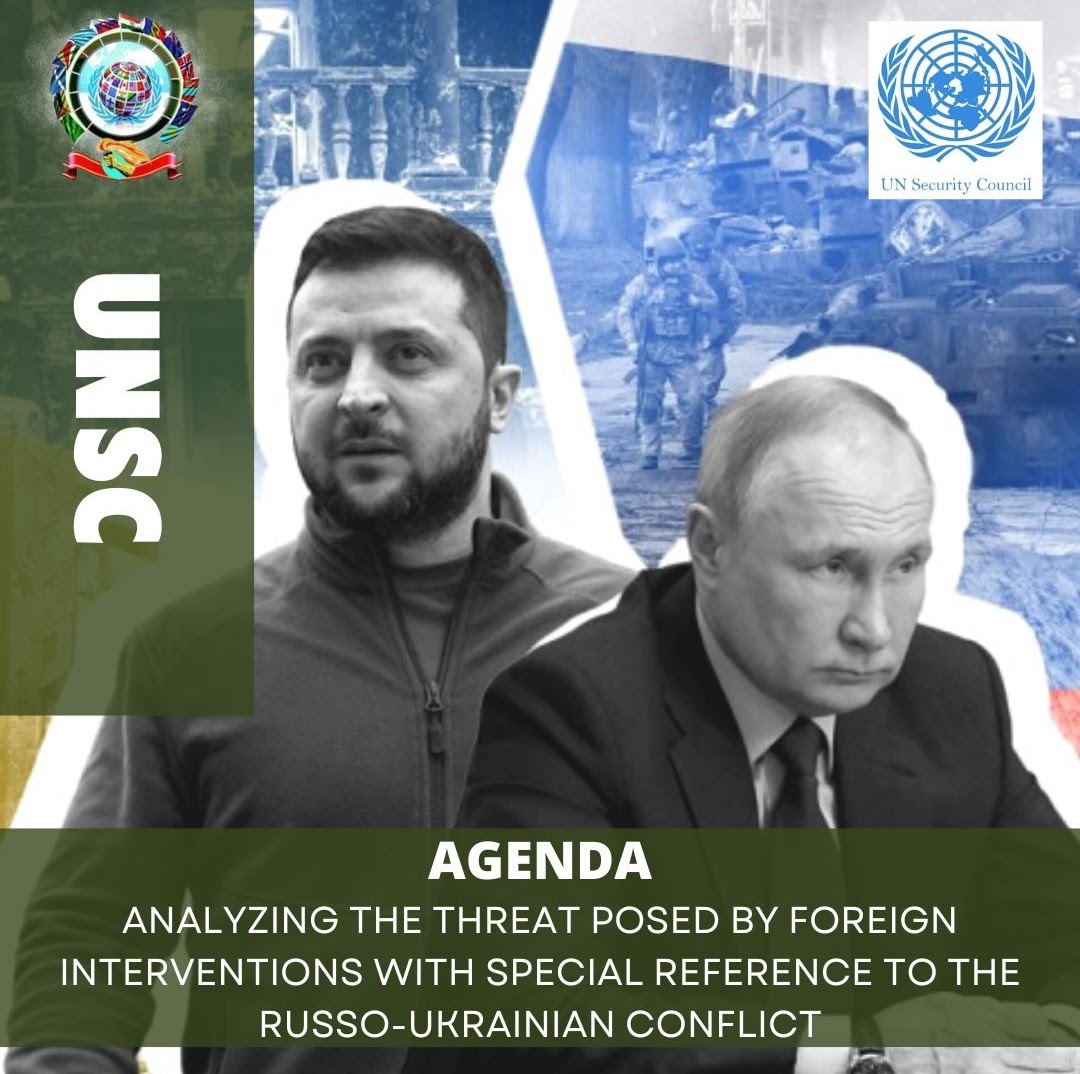 UN Security Council
UNSC
AGENDA
ANALYZING THE THREAT POSED BY FOREIGN
INTERVENTIONS WITH SPECIAL REFERENCE TO THE
RUSSO-UKRAINIAN CONFLICT